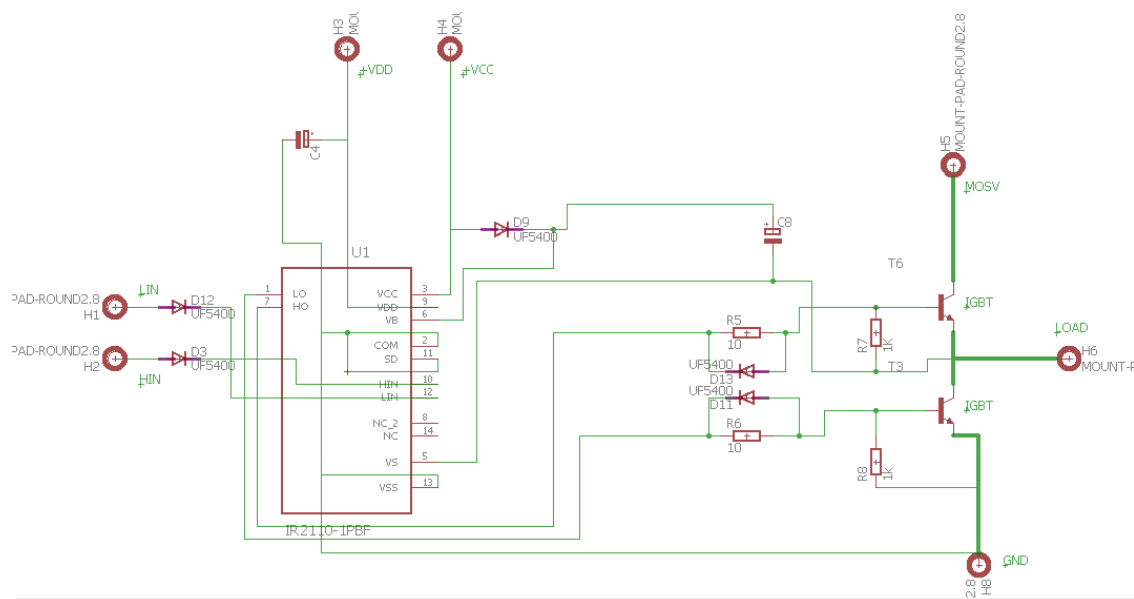 H3
MOU
H4
MOU
+VDD
+VCC
H5
MOUNT-PAD-ROUND2.8
MOSV
C4
D9
UF5400
C8
U1
T6
LIN
PAD-ROUND2.8
H1
D12
UF5400
1
LO
7
HO
VCC
3
VDD
9
VB
6
IGBT
R5
10
R7
1K
LOAD
PAD-ROUND2.8
H2
D3
UF5400
HIN
COM
2
SD
11
HIN
10
LIN
12
UF5400
D13
UF5400
D11
T3
H6
MOUNT-P
IGBT
NC_2
8
NC
14
R6
10
VS
5
R8
1K
VSS
13
IR2110-1PBF
GND
2.8
H8